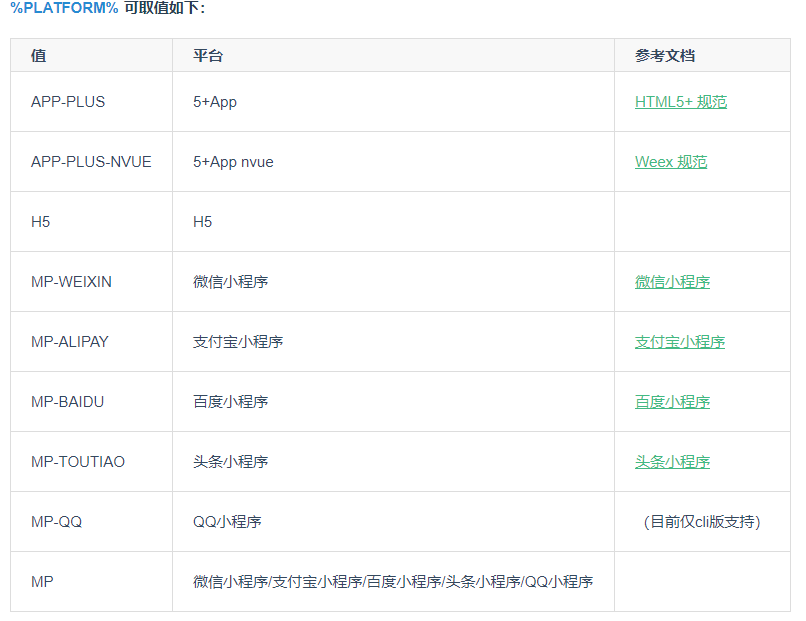 %PLATFORM% 可取值如下:
值 平台 参考文档
APP-PLUS 5+App HTML5+ 规范
APP-PLUS-NVUE 5+App nvue Weex 规范
H5 H5
MP-WEIXIN 微信小程序 微信小程序
MP-ALIPAY 支付宝小程序 支付宝小程序
MP-BAIDU 百度小程序 百度小程序
MP-TOUTIAO 头条小程序 头条小程序
MP-QQ QQ小程序 （目前仅cli版支持）
MP 微信小程序/支付宝小程序/百度小程序/头条小程序/QQ小程序